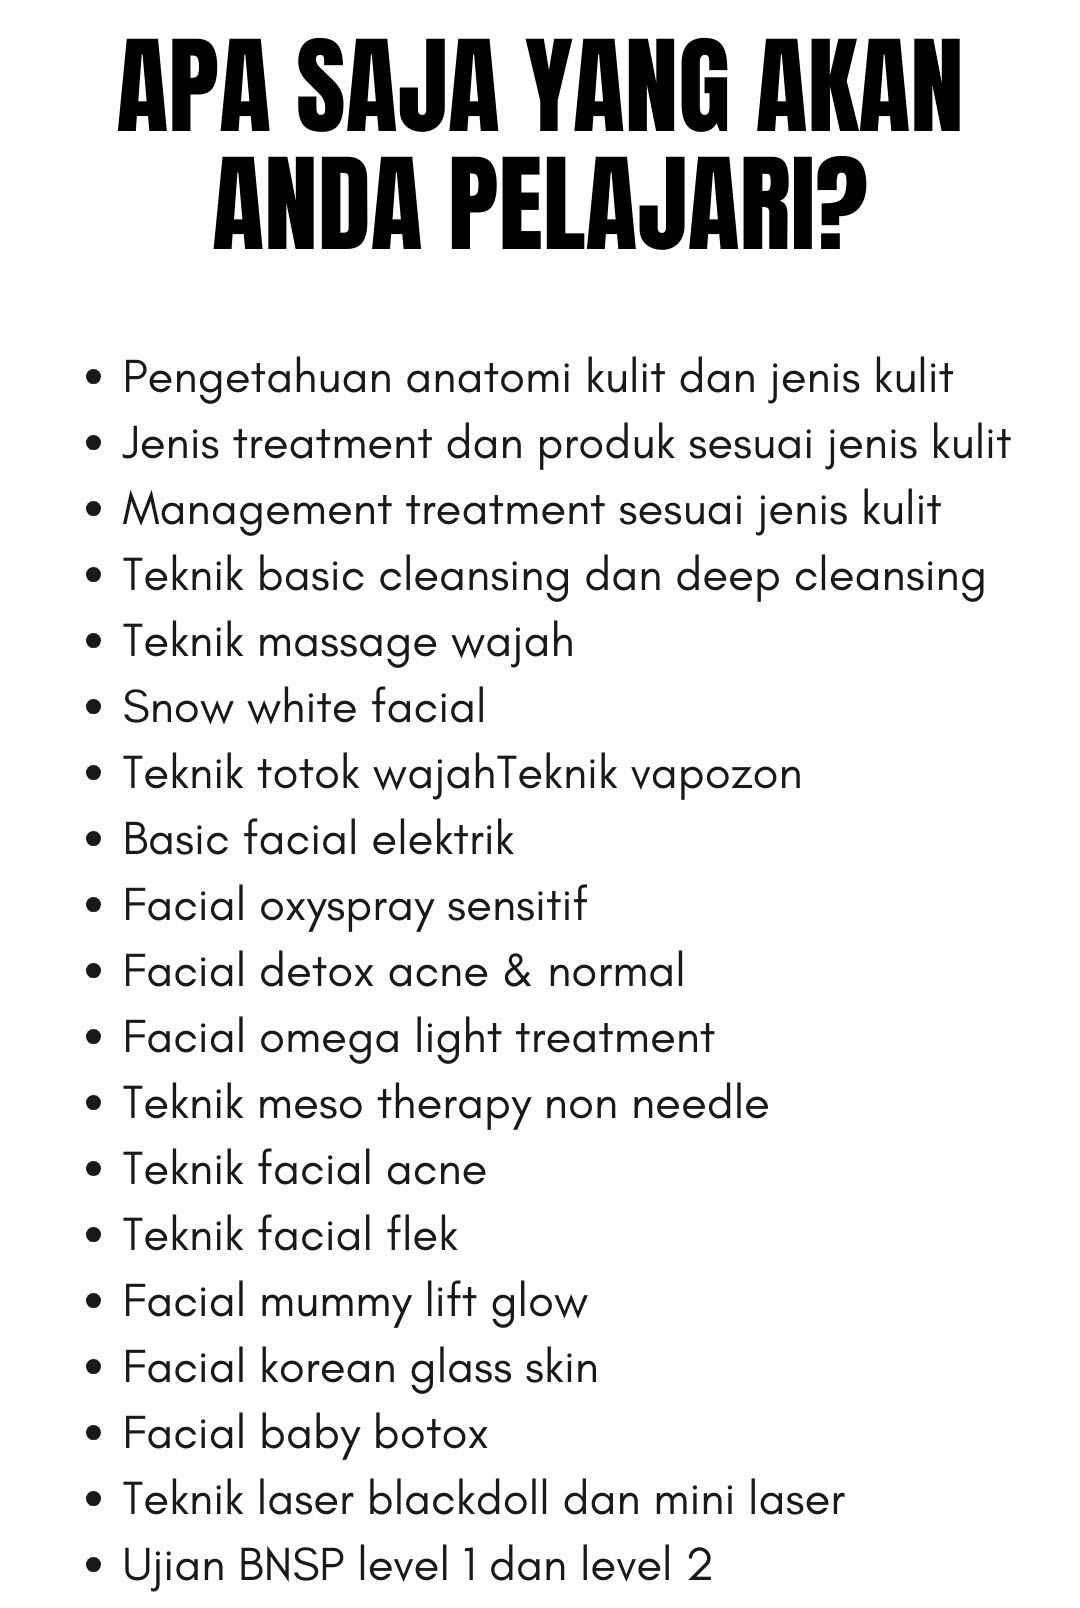 APA SAJA YANG AKAN
ANDA PELAJARI?
• Pengetahuan anatomi kulit dan jenis kulit
• Jenis treatment dan produk sesuai jenis kulit
• Management treatment sesuai jenis kulit
• Teknik basic cleansing dan deep cleansing
• Teknik massage wajah
• Snow white facial
• Teknik totok wajahTeknik vapozon
• Basic facial elektrik
• Facial oxyspray sensitif
• Facial detox acne & normal
• Facial omega light treatment
• Teknik meso therapy non needle
• Teknik facial acne
• Teknik facial flek
• Facial mummy lift glow
• Facial korean glass skin
• Facial baby botox
• Teknik laser blackdoll dan mini laser
• Ujian BNSP level 1 dan level 2